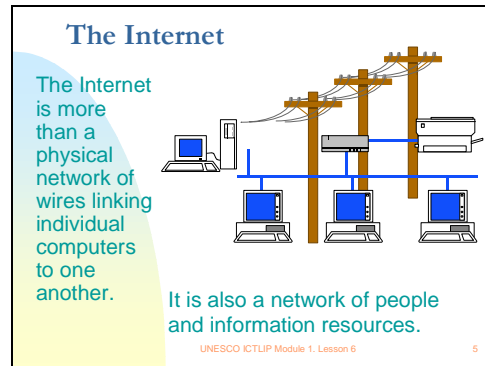 The Internet
The Internet
is more
than a
physical
network of
wires linking
individual
computers
to one
another.
It is also a network of people
and information resources.
UNESCO ICTLIP Module 1. Lesson 6
5